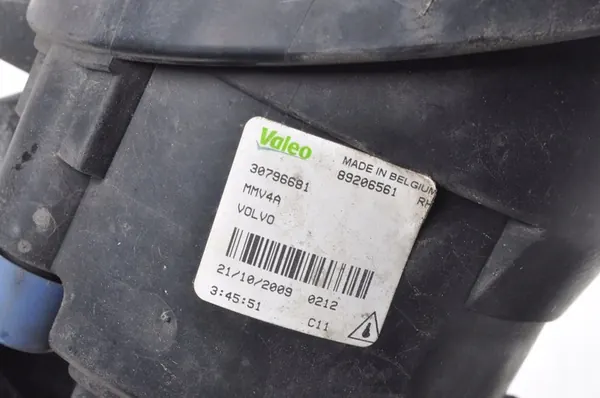 Valeo
MADE IN BELGIUM
30796681 89206561 RH
MMV4A
VOLVO
21/10/2009 0212
3:45:51 C11